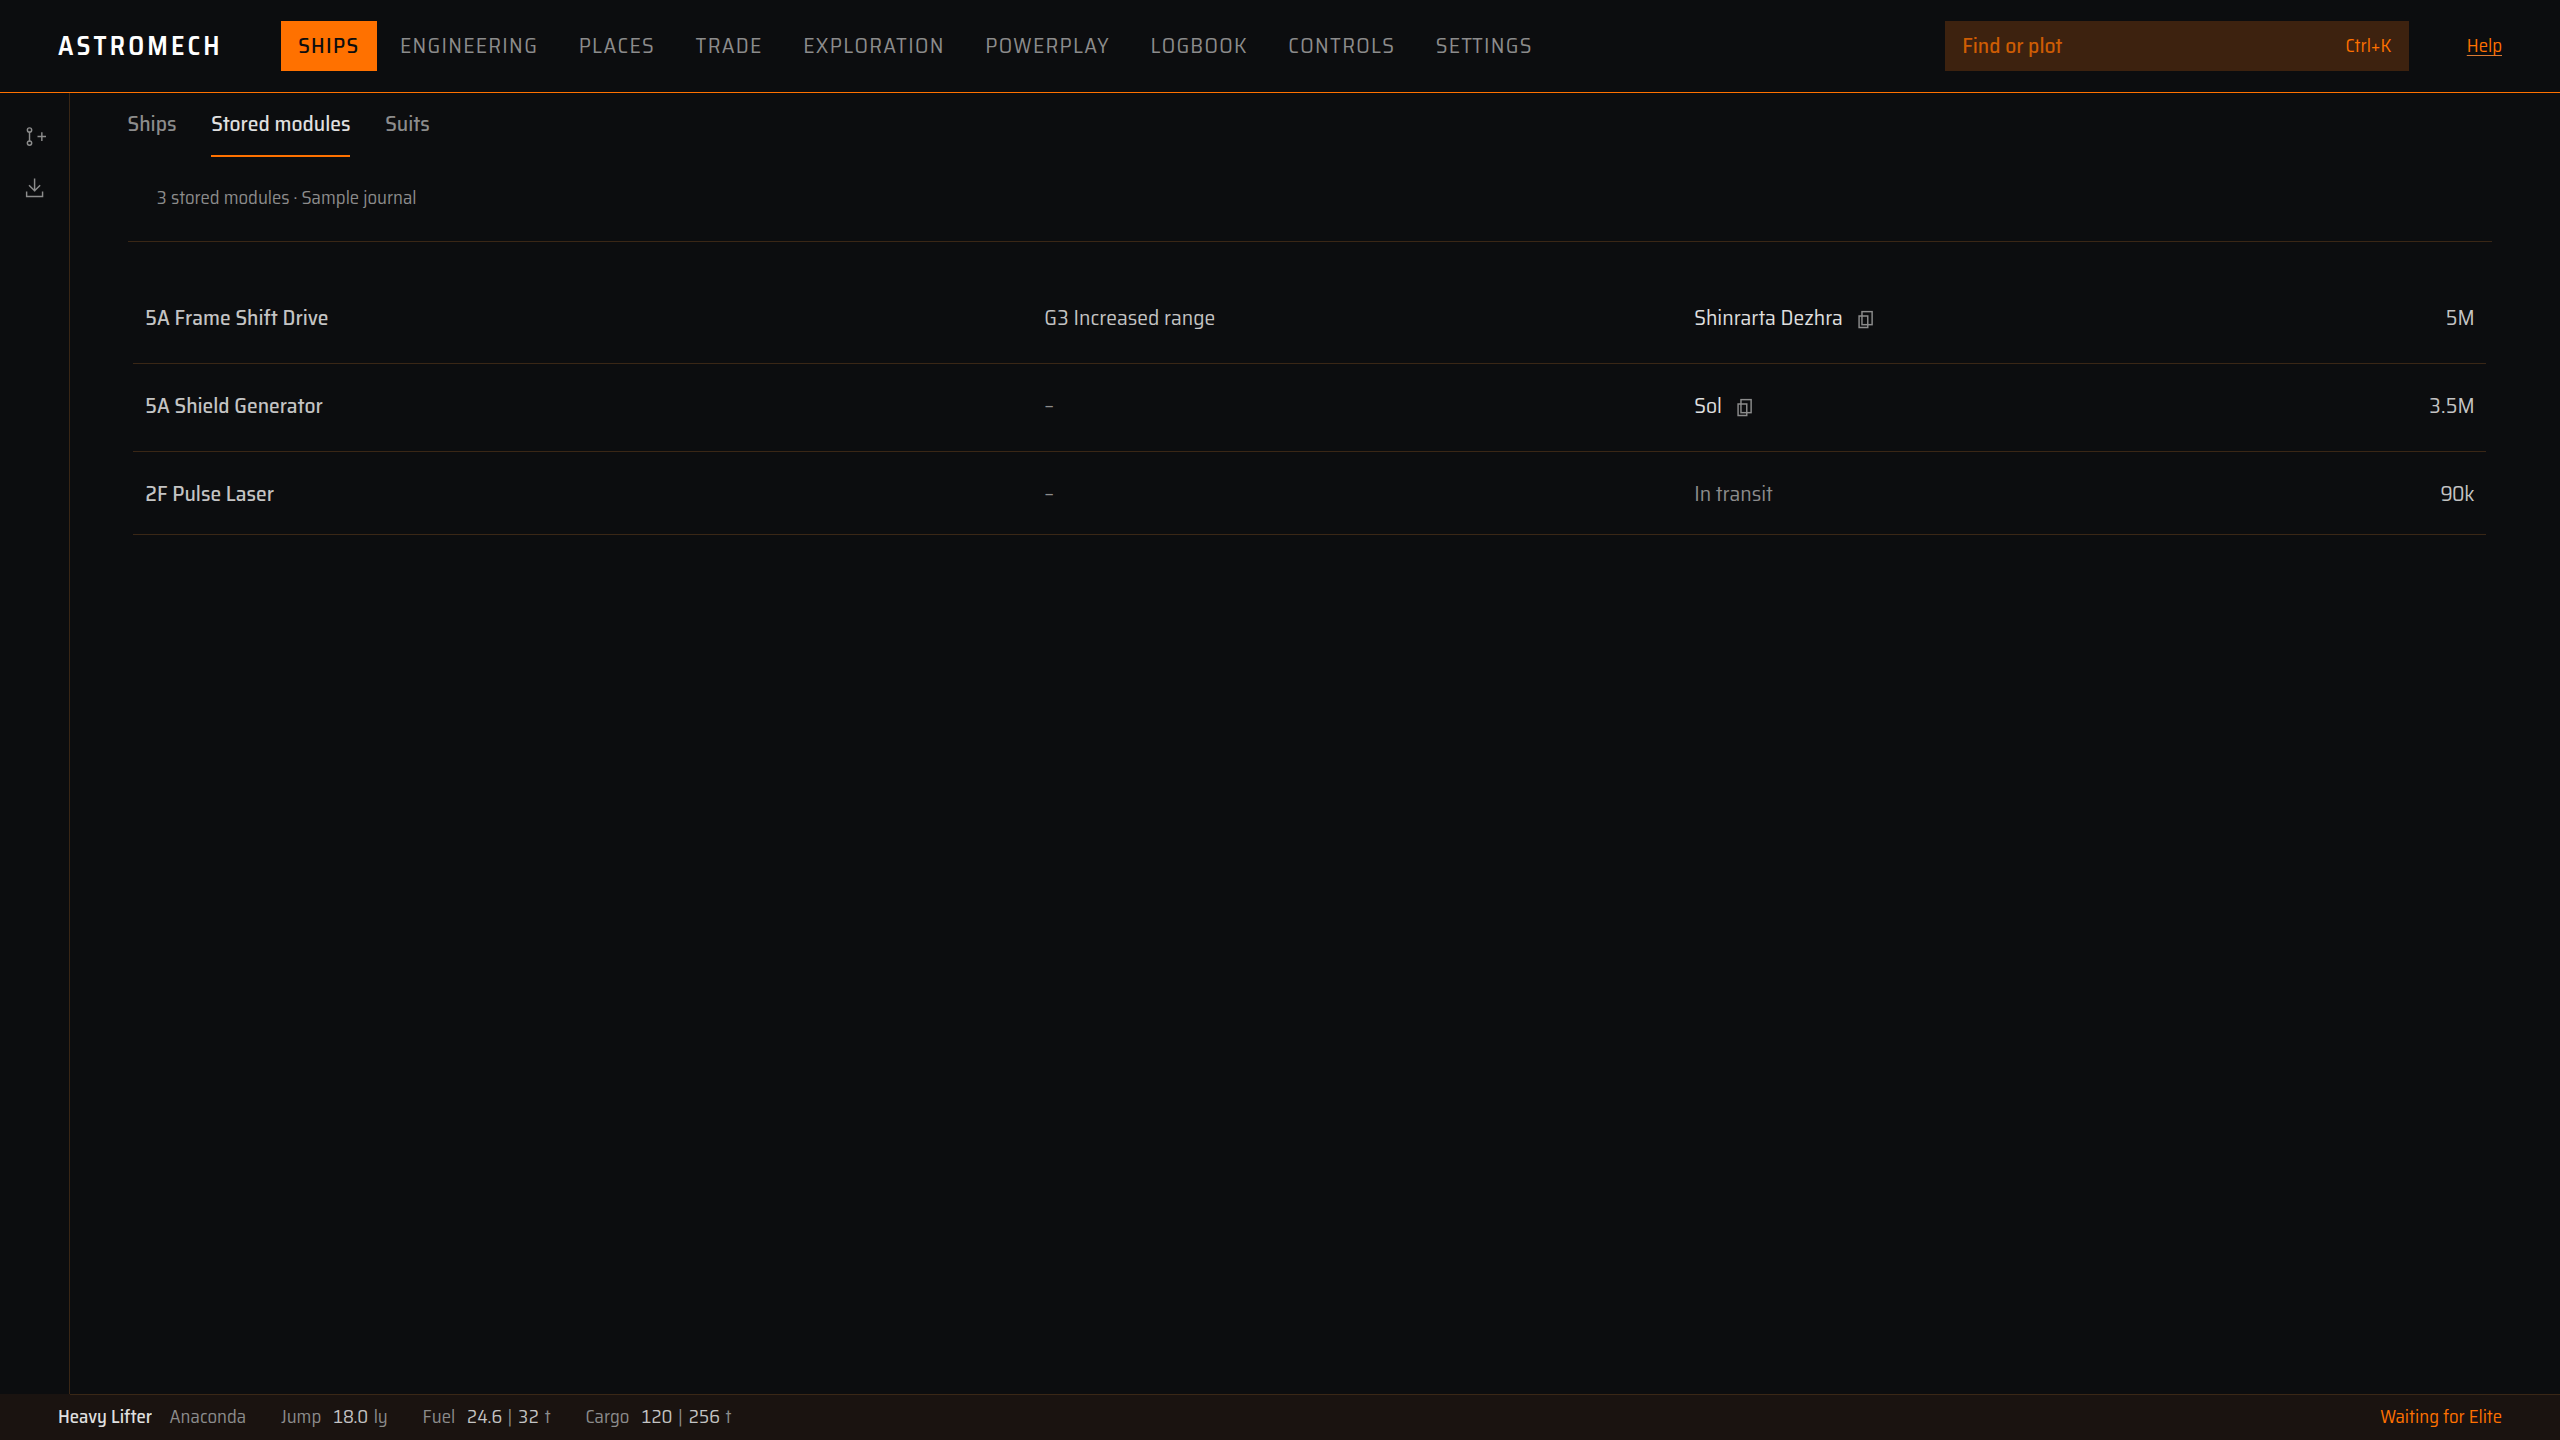 ASTROMECH SHIPS ENGINEERING PLACES TRADE EXPLORATION POWERPLAY LOGBOOK CONTROLS SETTINGS Find or plot Ctrl+K Help
Ships Stored modules Suits
3 stored modules · Sample journal
5A Frame Shift Drive G3 Increased range Shinrarta Dezhra 5M
5A Shield Generator – Sol 3.5M
2F Pulse Laser – In transit 90k
Heavy Lifter Anaconda Jump 18.0 ly Fuel 24.6 | 32 t Cargo 120 | 256 t Waiting for Elite